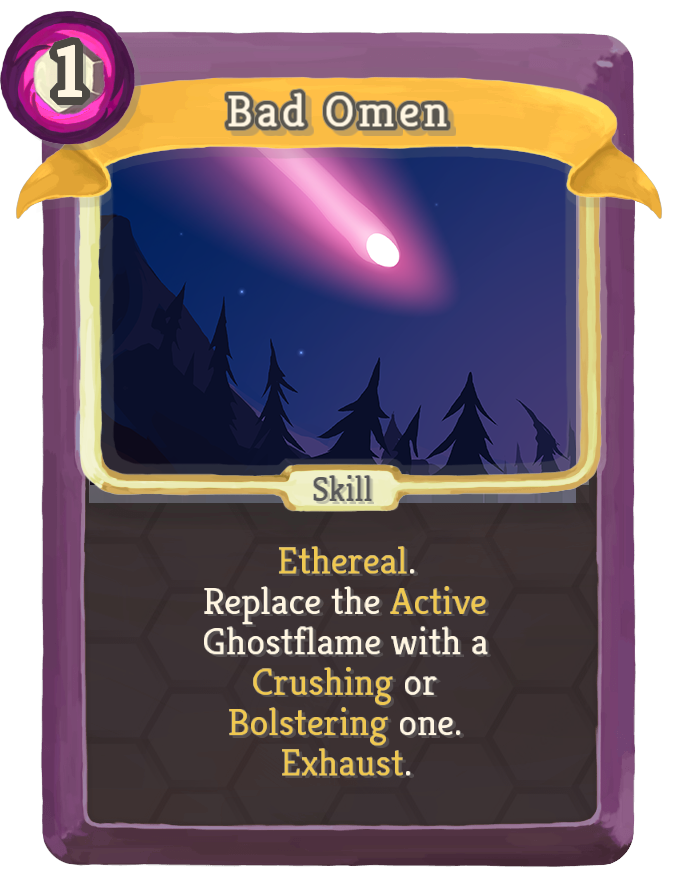 1
Bad Omen
Skill
Ethereal.
Replace the Active
Ghostflame with a
Crushing or
Bolstering one.
Exhaust.